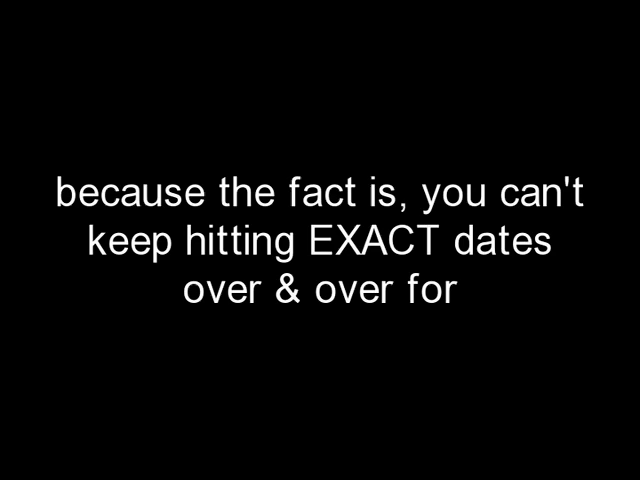 because the fact is, you can't
keep hitting EXACT dates
over & over for